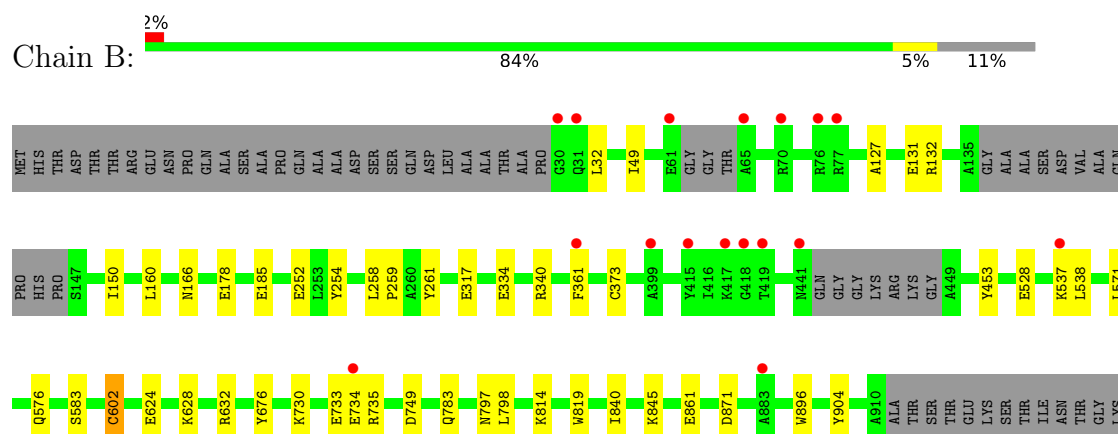 2%
Chain B:
84% 5% 11%
MET HIS THR ASP THR THR ARG GLU ASN PRO GLN ALA SER ALA PRO GLN ALA ALA ASP SER SER GLN ASP LEU ALA ALA THR ALA PRO G30 Q31 L32 I49 E61 GLY GLY THR A65 R70 R76 R77 A127 E131 R132 A135 GLY ALA ALA SER ASP VAL ALA GLN
PRO HIS PRO S147 I150 L160 N166 E178 E185 E252 L253 Y254 L258 P259 A260 Y261 E317 E334 R340 F361 C373 A399 Y415 I416 K417 G418 T419 N441 GLN GLY GLY LYS ARG LYS GLY A449 Y453 E528 K537 L538 L571
Q576 S583 C602 E624 K628 R632 Y676 K730 E733 E734 R735 D749 Q783 N797 L798 K814 W819 I840 K845 E861 D871 A883 W896 Y904 A910 ALA THR SER THR GLU LYS SER THR ILE ASN THR GLY LYS